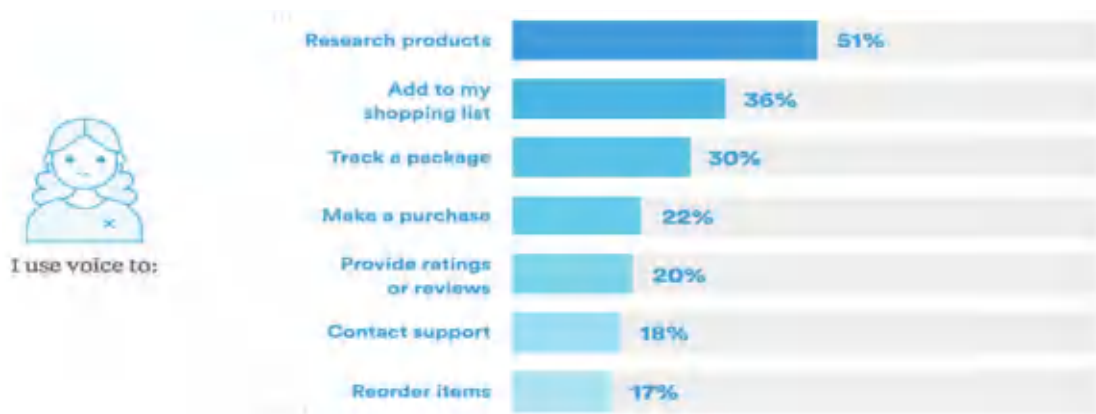 Research products
51%
Add to my
shopping list
36%
Track a package
30%
Make a purchase
22%
I use voice to:
Provide ratings
or reviews
20%
Contact support
18%
Reorder items
17%